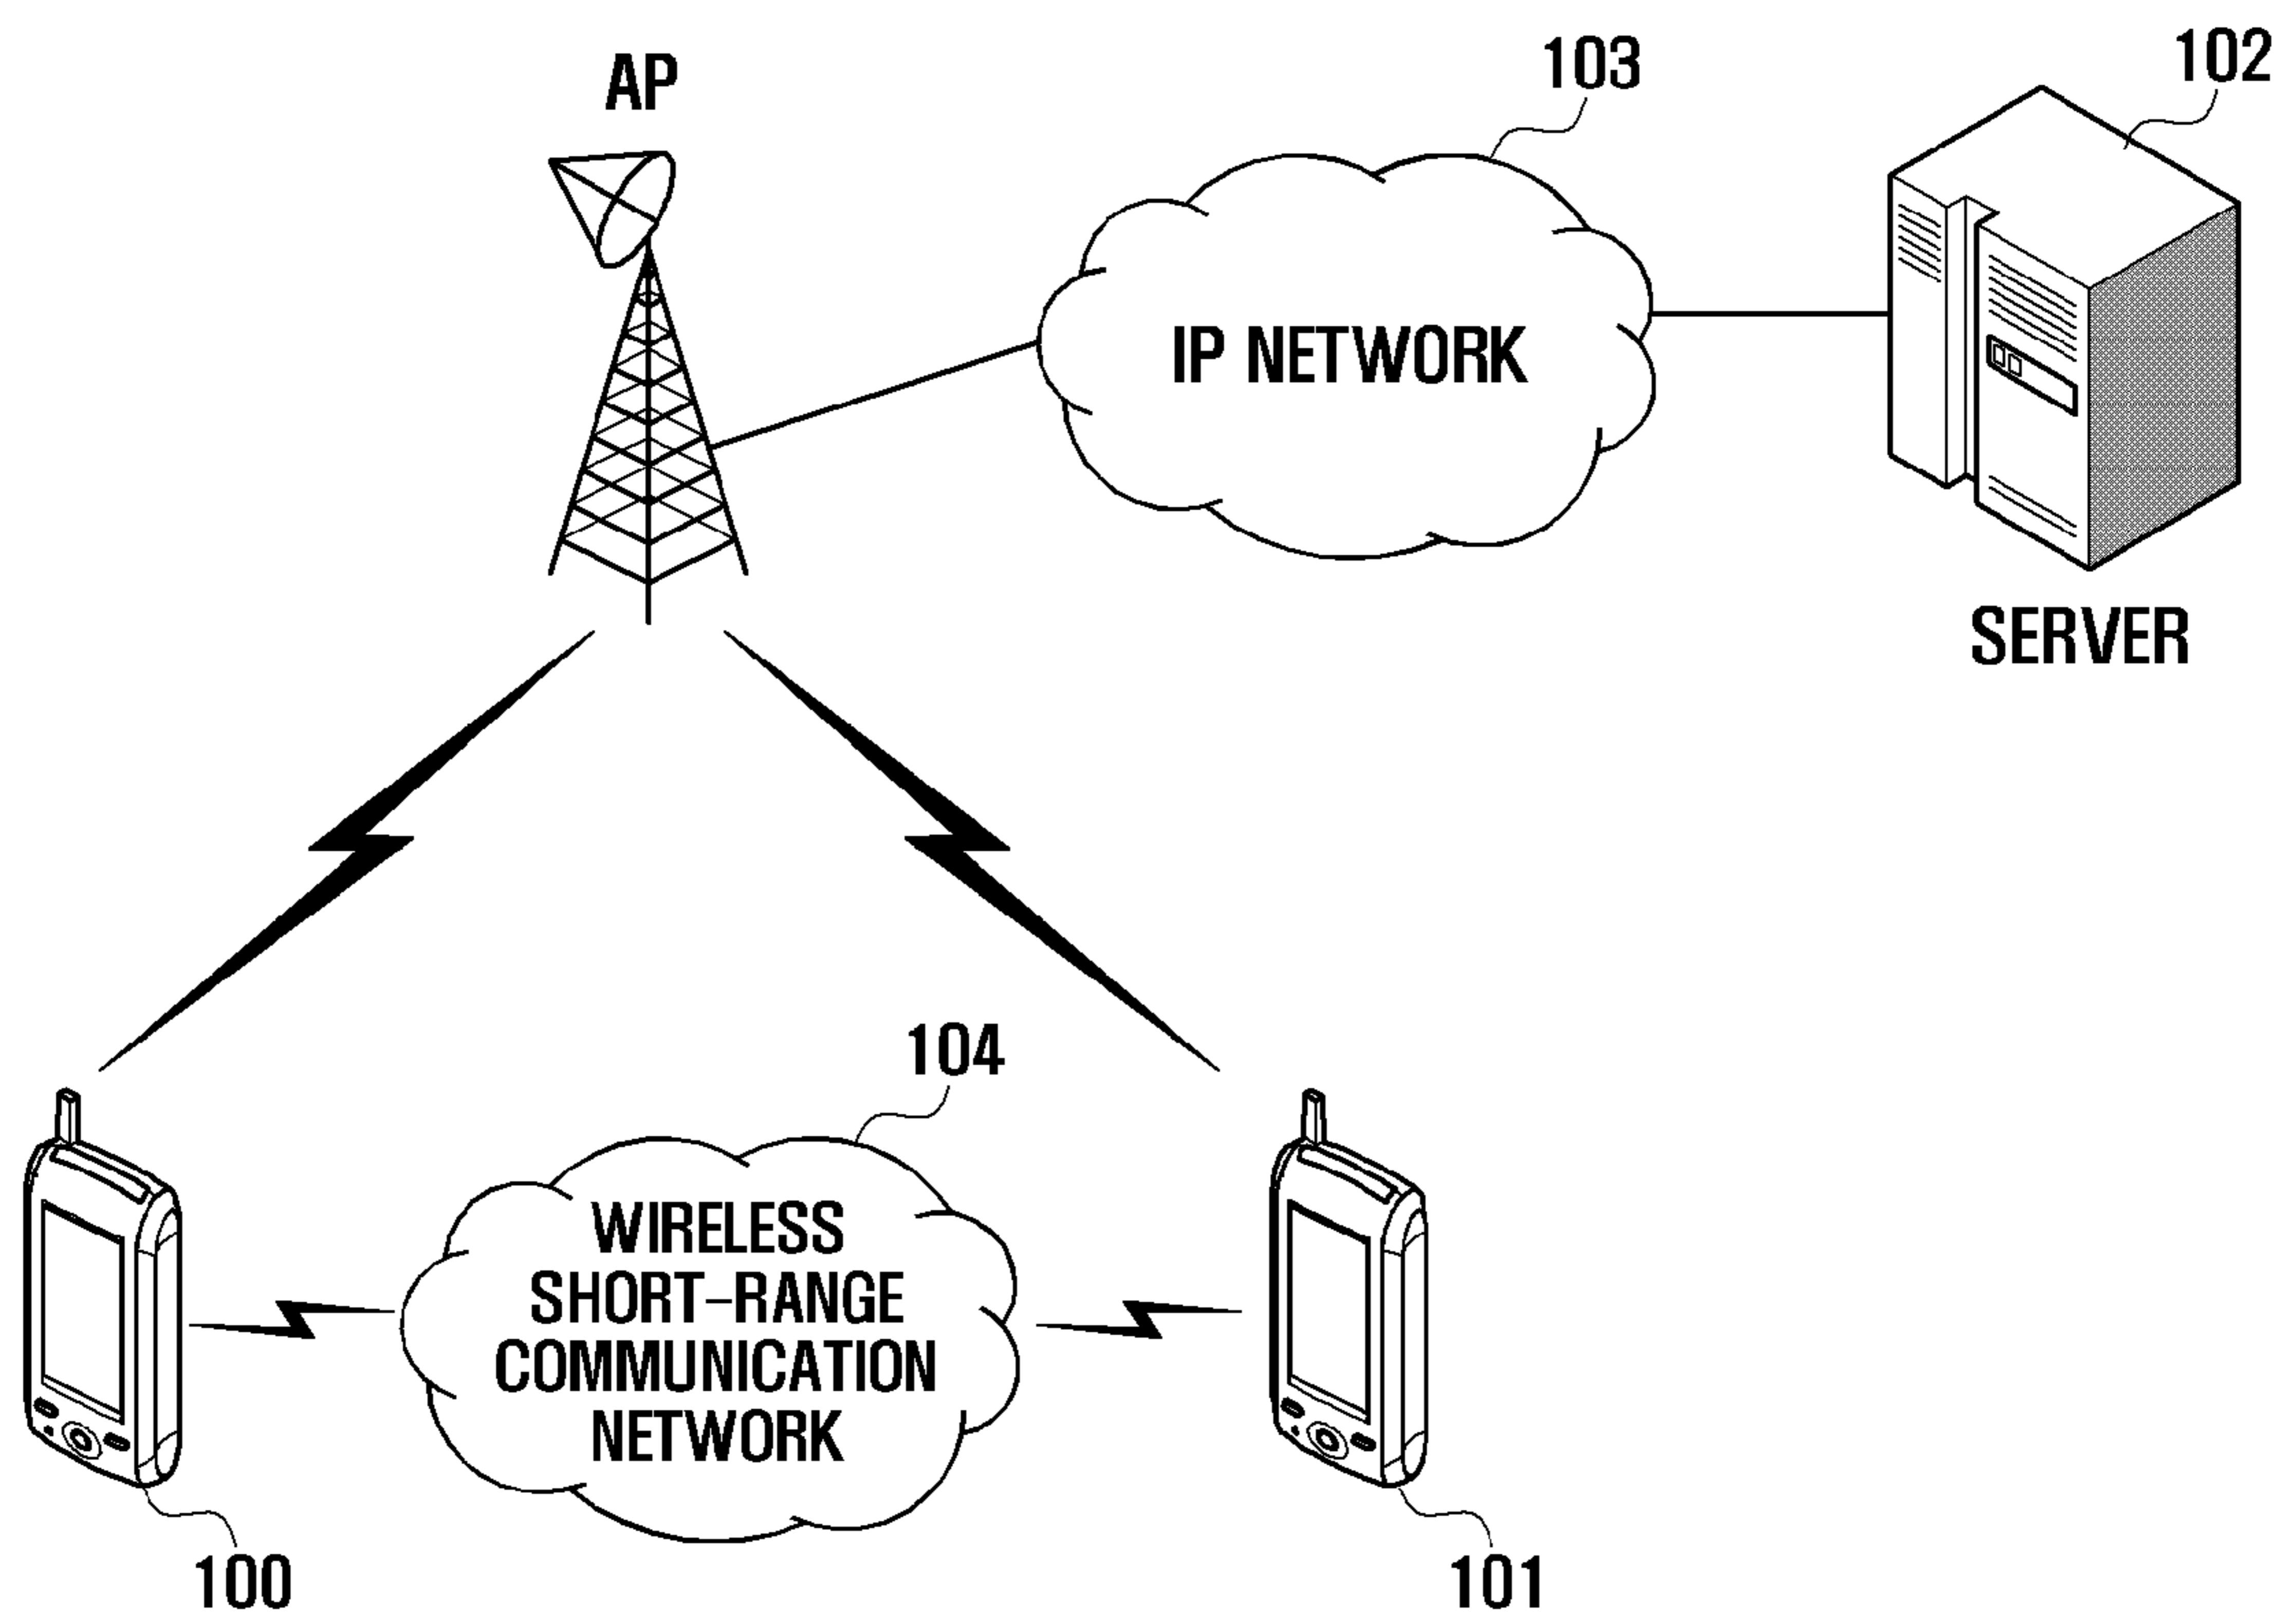 AP
103
102
IP NETWORK
SERVER
104
WIRELESS
SHORT-RANGE
COMMUNICATION
NETWORK
100
101